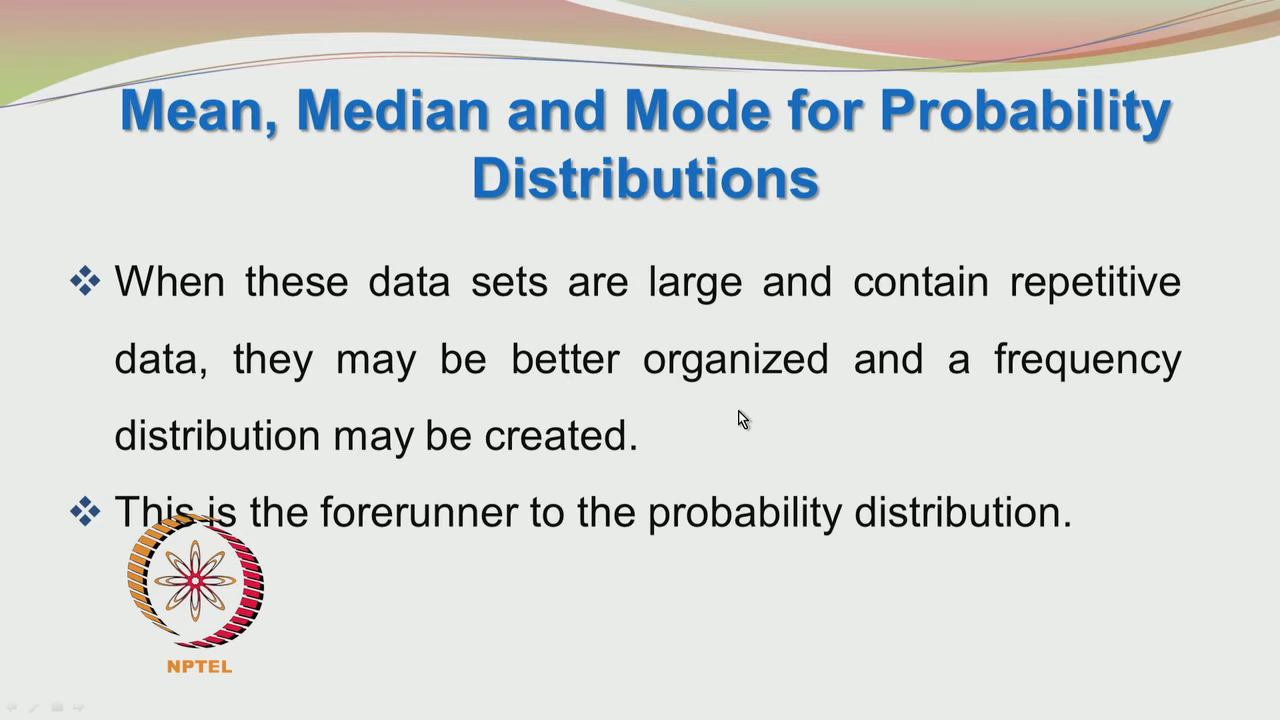 Mean, Median and Mode for Probability
Distributions
When these data sets are large and contain repetitive
data, they may be better organized and a frequency
distribution may be created.
This is the forerunner to the probability distribution.
NPTEL